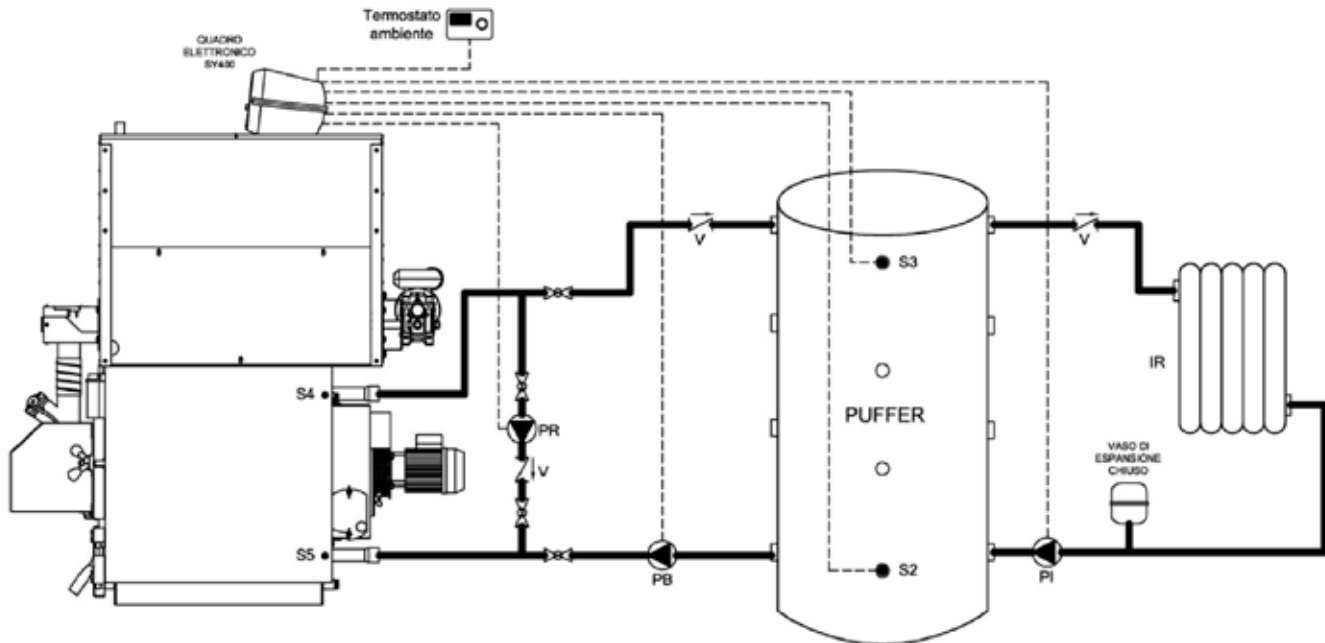 Termostato
ambiente
QUADRO
ELETTRONICO
SY400
V
V
S3
S4
IR
PUFFER
PR
V
VASO DI
ESPANSIONE
CHIUSO
S5
S2
PB
PI